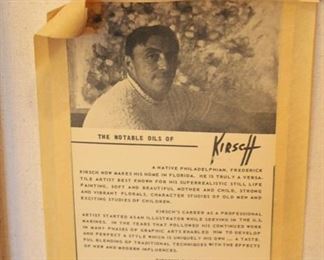 THE NOTABLE OILS OF KIRSCH
A NATIVE PHILADELPHIAN, FREDERICK
KIRSCH NOW MAKES HIS HOME IN FLORIDA. HE IS TRULY A VERSA-
TILE ARTIST BEST KNOWN FOR HIS SUPERREALISTIC STILL LIFE
PAINTING, SOFT AND BEAUTIFUL MOTHER AND CHILD, STRONG
AND VIBRANT FLORALS, CHARACTER STUDIES OF OLD MEN AND
EXCITING STUDIES OF CHILDREN.
KIRSCH'S CAREER AS A PROFESSIONAL
ARTIST STARTED AS AN ILLUSTRATOR WHILE SERVING IN THE U.S.
MARINES. IN THE YEARS THAT FOLLOWED HIS CONTINUED WORK
IN MANY PHASES OF GRAPHIC ARTS ENABLED HIM TO DEVELOP
AND PERFECT A STYLE WHICH IS UNIQUELY HIS OWN ... A TASTE-
FUL BLENDING OF TRADITIONAL TECHNIQUES WITH THE EFFECTS
OF NEW AND MODERN INFLUENCES.